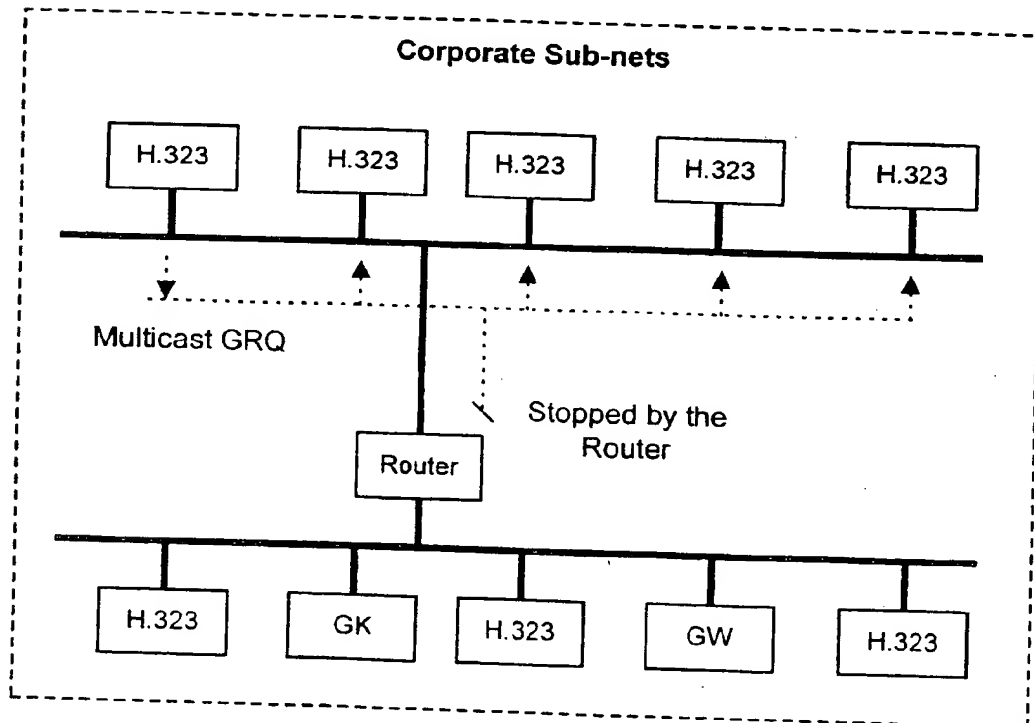 Corporate Sub-nets
H.323
H.323
H.323
H.323
H.323
Multicast GRQ
Stopped by the
Router
Router
H.323
GK
H.323
GW
H.323